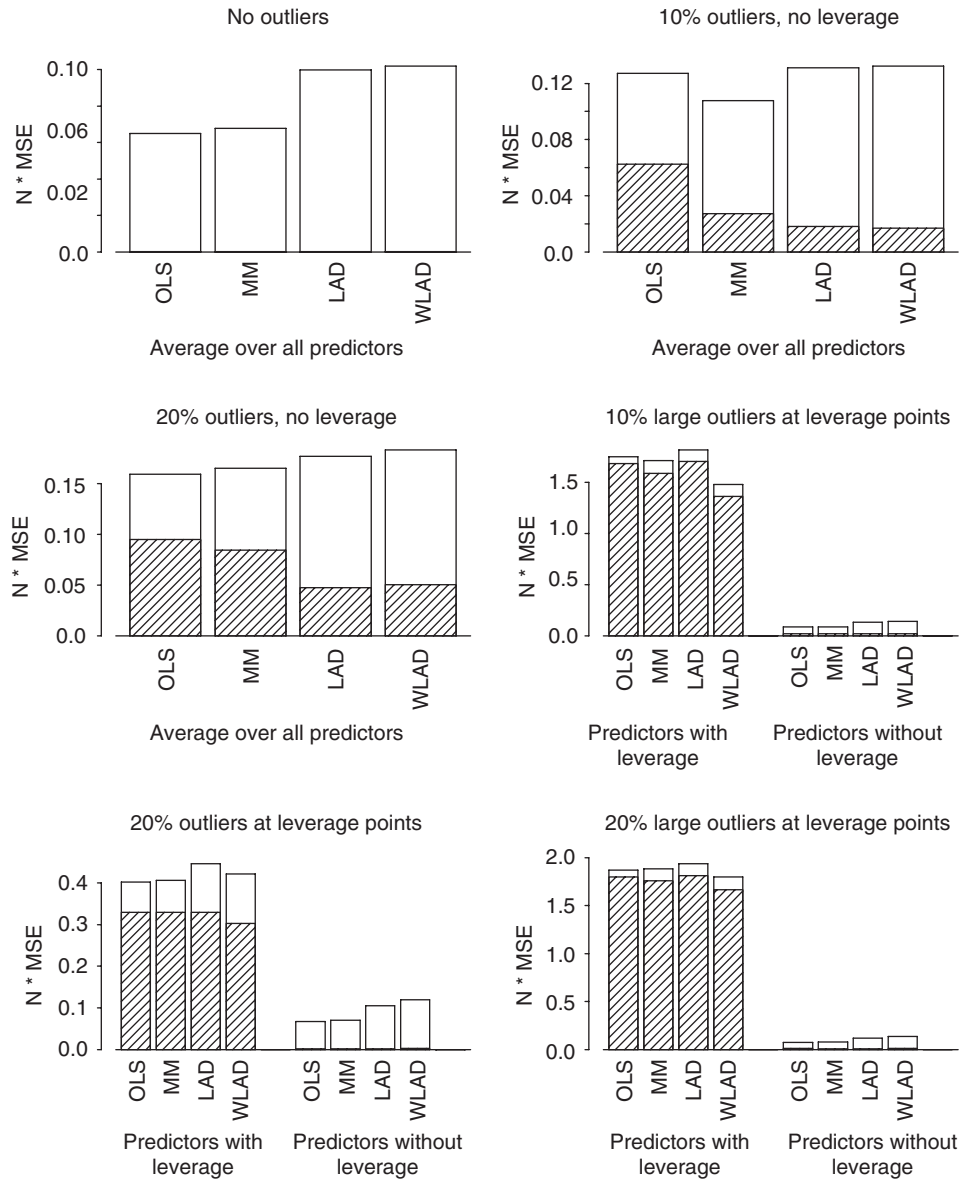 No outliers
N * MSE
0.10
0.06
0.02
0.0
OLS
MM
LAD
WLAD
Average over all predictors
10% outliers, no leverage
N * MSE
0.12
0.08
0.04
0.0
OLS
MM
LAD
WLAD
Average over all predictors
20% outliers, no leverage
N * MSE
0.15
0.10
0.05
0.0
OLS
MM
LAD
WLAD
Average over all predictors
10% large outliers at leverage points
N * MSE
1.5
1.0
0.5
0.0
OLS
MM
LAD
WLAD
OLS
MM
LAD
WLAD
Predictors with
leverage
Predictors without
leverage
20% outliers at leverage points
N * MSE
0.4
0.3
0.2
0.1
0.0
OLS
MM
LAD
WLAD
OLS
MM
LAD
WLAD
Predictors with
leverage
Predictors without
leverage
20% large outliers at leverage points
N * MSE
2.0
1.5
1.0
0.5
0.0
OLS
MM
LAD
WLAD
OLS
MM
LAD
WLAD
Predictors with
leverage
Predictors without
leverage